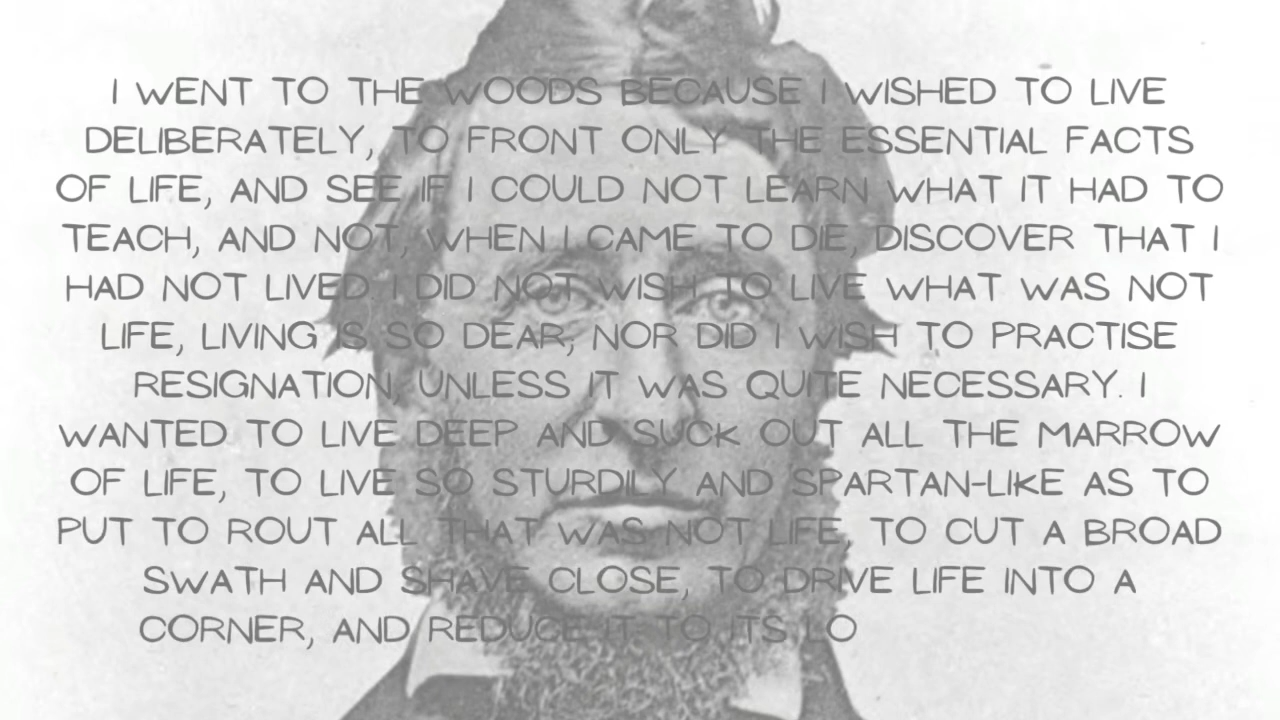 I WENT TO THE WOODS BECAUSE I WISHED TO LIVE
DELIBERATELY, TO FRONT ONLY THE ESSENTIAL FACTS
OF LIFE, AND SEE IF I COULD NOT LEARN WHAT IT HAD TO
TEACH, AND NOT, WHEN I CAME TO DIE, DISCOVER THAT I
HAD NOT LIVED. I DID NOT WISH TO LIVE WHAT WAS NOT
LIFE, LIVING IS SO DEAR; NOR DID I WISH TO PRACTISE
RESIGNATION, UNLESS IT WAS QUITE NECESSARY. I
WANTED TO LIVE DEEP AND SUCK OUT ALL THE MARROW
OF LIFE, TO LIVE SO STURDILY AND SPARTAN-LIKE AS TO
PUT TO ROUT ALL THAT WAS NOT LIFE, TO CUT A BROAD
SWATH AND SHAVE CLOSE, TO DRIVE LIFE INTO A
CORNER, AND REDUCE IT TO ITS LO